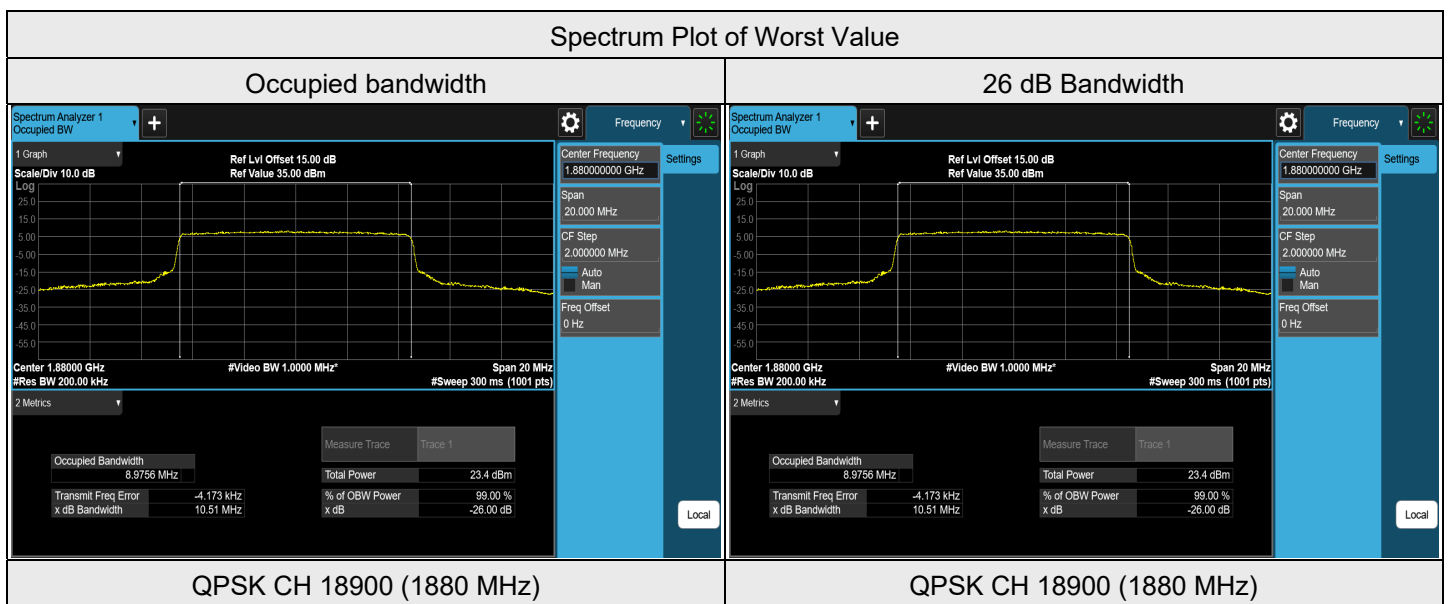 Spectrum Plot of Worst Value
Occupied bandwidth
26 dB Bandwidth
Spectrum Analyzer 1
Occupied BW
+
Frequency
1 Graph
Scale/Div 10.0 dB
Ref Lvl Offset 15.00 dB
Ref Value 35.00 dBm
Log
25.0
15.0
5.00
-5.00
-15.0
-25.0
-35.0
-45.0
-55.0
Center 1.88000 GHz
#Video BW 1.0000 MHz*
Span 20 MHz
#Res BW 200.00 kHz
#Sweep 300 ms (1001 pts)
Center Frequency
1.880000000 GHz
Settings
Span
20.000 MHz
CF Step
2.000000 MHz
Auto
Man
Freq Offset
0 Hz
Local
2 Metrics
Measure Trace Trace 1
Occupied Bandwidth
8.9756 MHz
Total Power 23.4 dBm
Transmit Freq Error -4.173 kHz
% of OBW Power 99.00 %
x dB Bandwidth 10.51 MHz
x dB -26.00 dB
QPSK CH 18900 (1880 MHz)
Spectrum Analyzer 1
Occupied BW
+
Frequency
1 Graph
Scale/Div 10.0 dB
Ref Lvl Offset 15.00 dB
Ref Value 35.00 dBm
Log
25.0
15.0
5.00
-5.00
-15.0
-25.0
-35.0
-45.0
-55.0
Center 1.88000 GHz
#Video BW 1.0000 MHz*
Span 20 MHz
#Res BW 200.00 kHz
#Sweep 300 ms (1001 pts)
Center Frequency
1.880000000 GHz
Settings
Span
20.000 MHz
CF Step
2.000000 MHz
Auto
Man
Freq Offset
0 Hz
Local
2 Metrics
Measure Trace Trace 1
Occupied Bandwidth
8.9756 MHz
Total Power 23.4 dBm
Transmit Freq Error -4.173 kHz
% of OBW Power 99.00 %
x dB Bandwidth 10.51 MHz
x dB -26.00 dB
QPSK CH 18900 (1880 MHz)